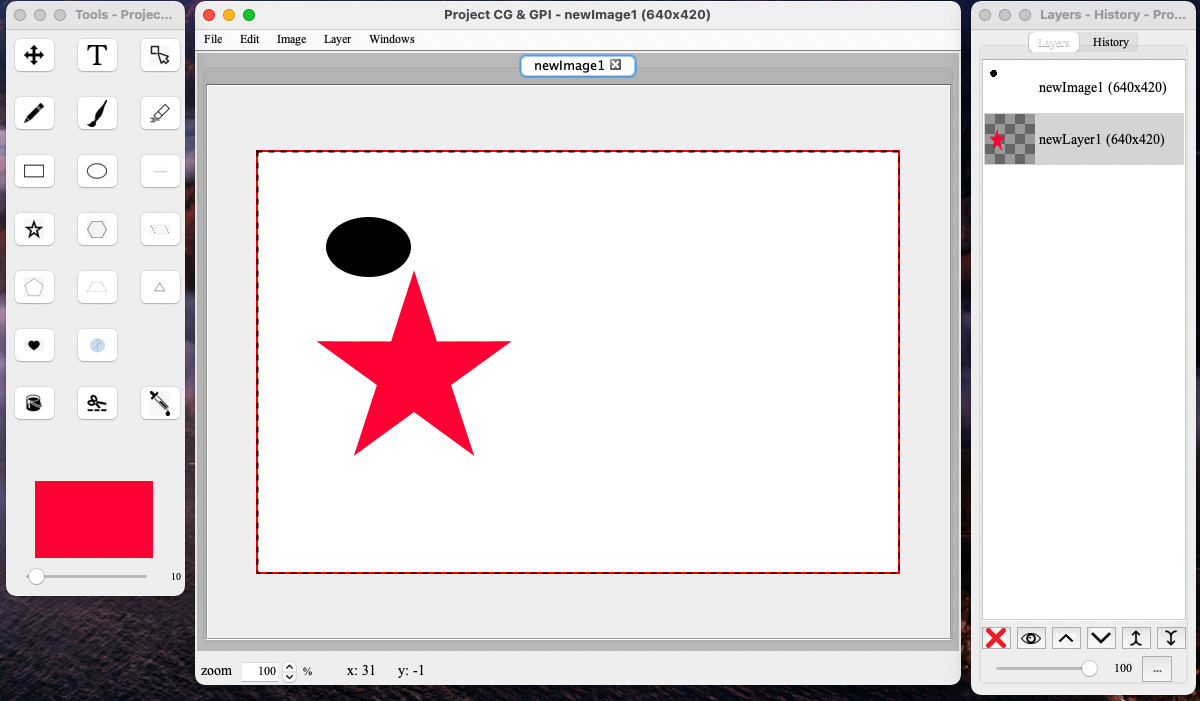 Tools - Projec...
T
10
Project CG & GPI - newImage1 (640x420)
File Edit Image Layer Windows
newImage1
zoom 100 % x: 31 y: -1
Layers - History - Pro...
Layers History
newImage1 (640x420)
newLayer1 (640x420)
100 ...